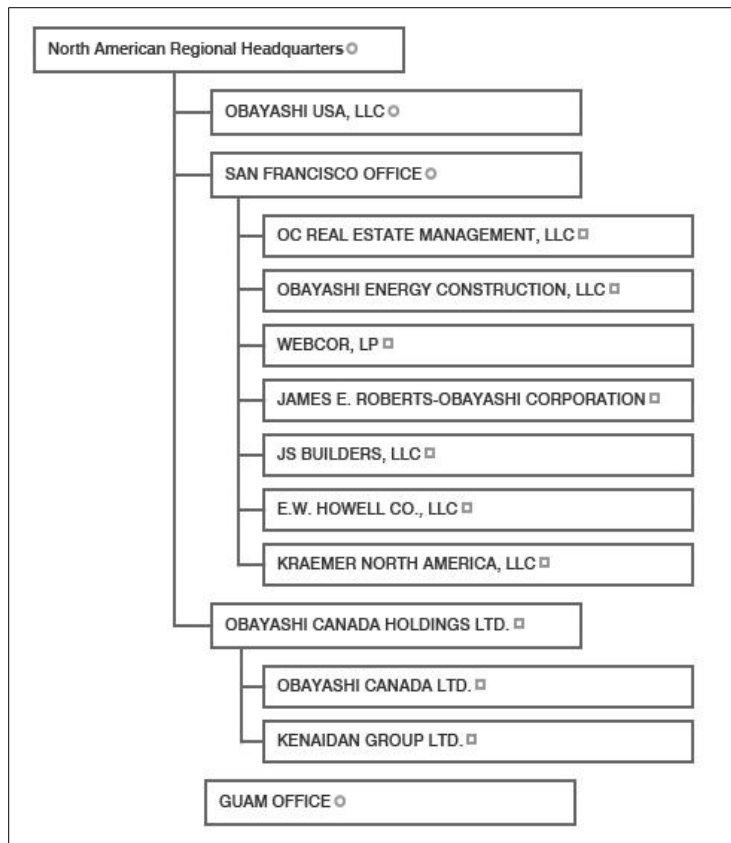 North American Regional Headquarters
OBAYASHI USA, LLC
SAN FRANCISCO OFFICE
OC REAL ESTATE MANAGEMENT, LLC
OBAYASHI ENERGY CONSTRUCTION, LLC
WEBCOR, LP
JAMES E. ROBERTS-OBAYASHI CORPORATION
JS BUILDERS, LLC
E.W. HOWELL CO., LLC
KRAEMER NORTH AMERICA, LLC
OBAYASHI CANADA HOLDINGS LTD.
OBAYASHI CANADA LTD.
KENAIDAN GROUP LTD.
GUAM OFFICE